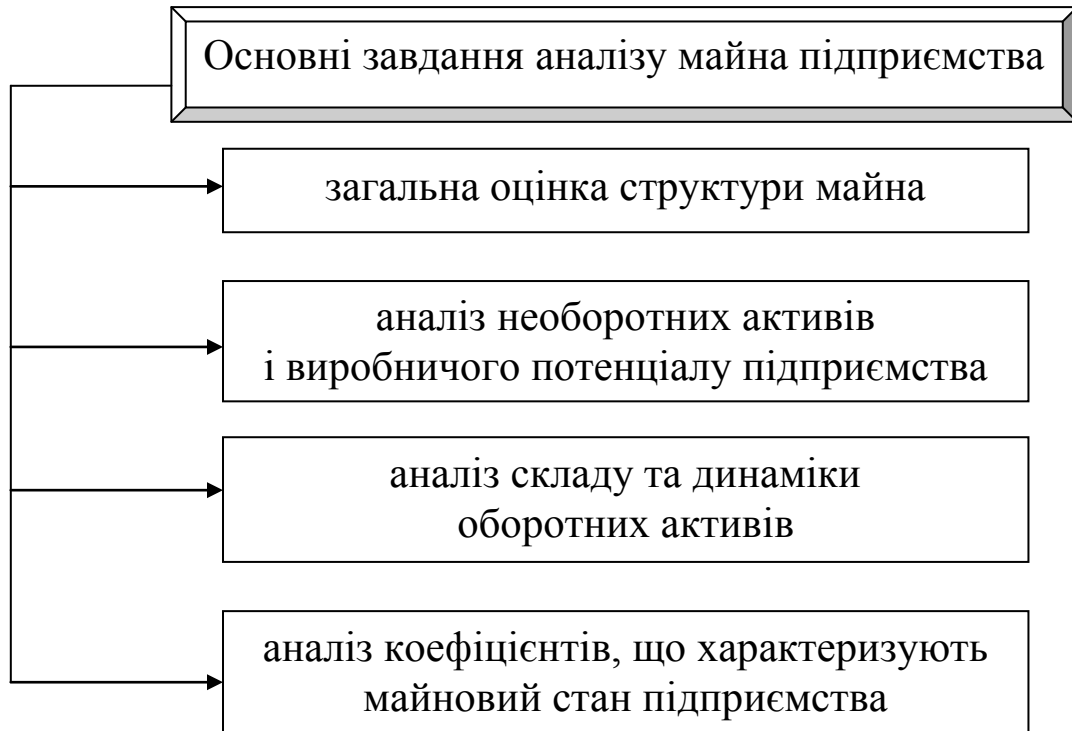 Основні завдання аналізу майна підприємства
загальна оцінка структури майна
аналіз необоротних активів
і виробничого потенціалу підприємства
аналіз складу та динаміки
оборотних активів
аналіз коефіцієнтів, що характеризують
майновий стан підприємства